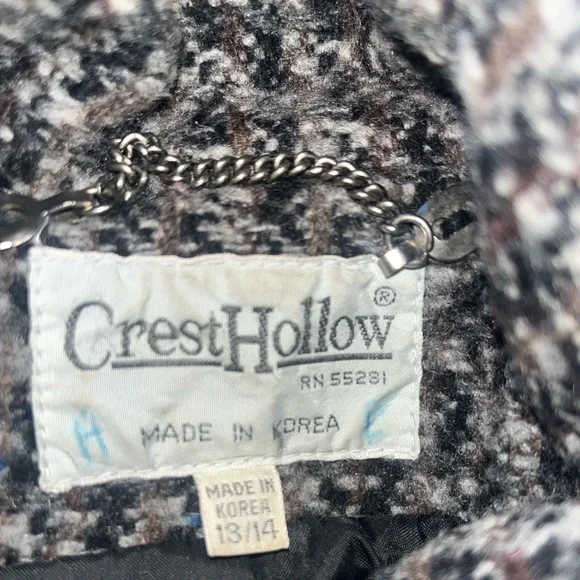 CrestHollow®
RN 55281
H MADE IN KOREA
MADE IN
KOREA
13/14